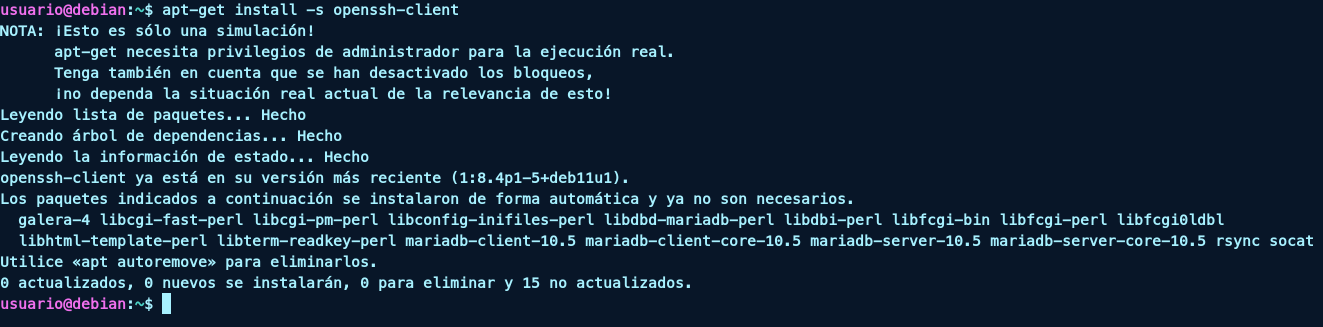 usuario@debian:~$ apt-get install -s openssh-client
NOTA: ¡Esto es sólo una simulación!
      apt-get necesita privilegios de administrador para la ejecución real.
      Tenga también en cuenta que se han desactivado los bloqueos,
      ¡no dependa la situación real actual de la relevancia de esto!
Leyendo lista de paquetes... Hecho
Creando árbol de dependencias... Hecho
Leyendo la información de estado... Hecho
openssh-client ya está en su versión más reciente (1:8.4p1-5+deb11u1).
Los paquetes indicados a continuación se instalaron de forma automática y ya no son necesarios.
  galera-4 libcgi-fast-perl libcgi-pm-perl libconfig-inifiles-perl libdbd-mariadb-perl libdbi-perl libfcgi-bin libfcgi-perl libfcgi0ldbl
  libhtml-template-perl libterm-readkey-perl mariadb-client-10.5 mariadb-client-core-10.5 mariadb-server-10.5 mariadb-server-core-10.5 rsync socat
Utilice «apt autoremove» para eliminarlos.
0 actualizados, 0 nuevos se instalarán, 0 para eliminar y 15 no actualizados.
usuario@debian:~$